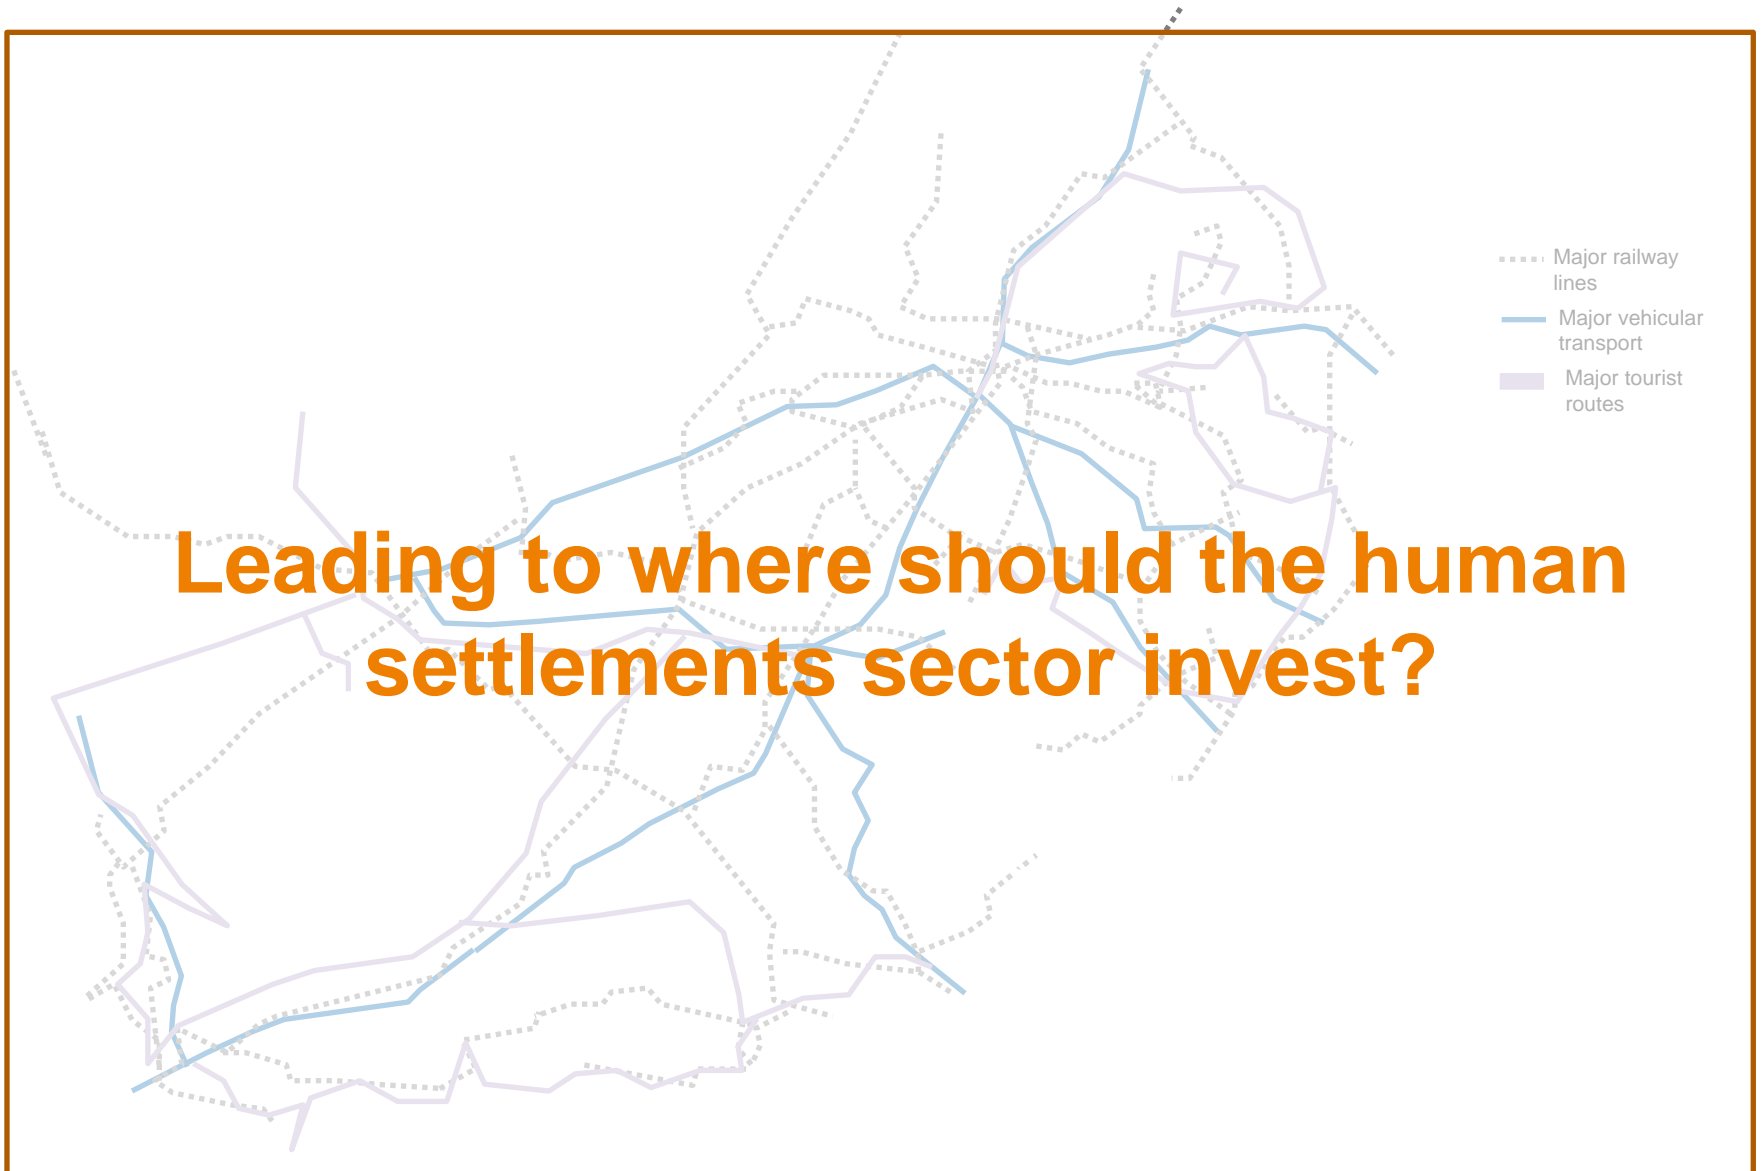 Major railway
lines
Major vehicular
transport
Major tourist
routes
Leading to where should the human
settlements sector invest?